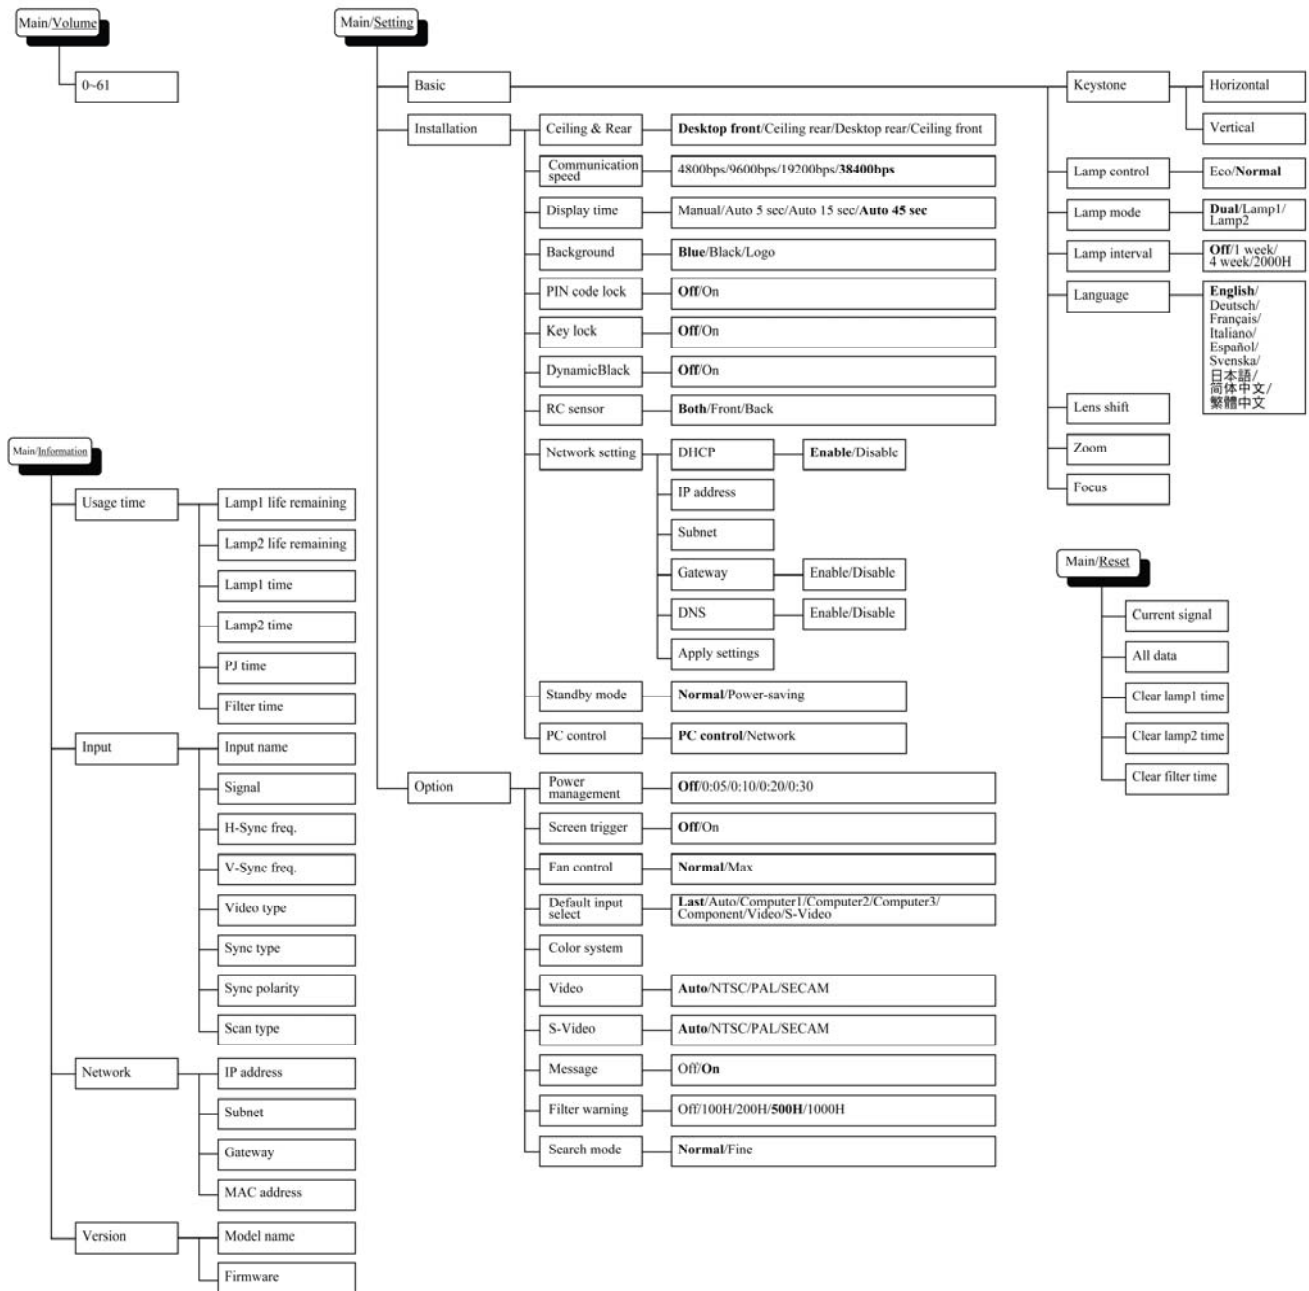 Main/Volume
0~61
Main/Setting
Basic
Keystone
Horizontal
Vertical
Lamp control
Eco/Normal
Lamp mode
Dual/Lamp1/
Lamp2
Lamp interval
Off/1 week/
4 week/2000H
Language
English/
Deutsch/
Français/
Italiano/
Español/
Svenska/
日本語/
简体中文/
繁體中文
Lens shift
Zoom
Focus
Installation
Ceiling & Rear
Desktop front/Ceiling rear/Desktop rear/Ceiling front
Communication
speed
4800bps/9600bps/19200bps/38400bps
Display time
Manual/Auto 5 sec/Auto 15 sec/Auto 45 sec
Background
Blue/Black/Logo
PIN code lock
Off/On
Key lock
Off/On
DynamicBlack
Off/On
RC sensor
Both/Front/Back
Network setting
DHCP
Enable/Disable
IP address
Subnet
Gateway
Enable/Disable
DNS
Enable/Disable
Apply settings
Standby mode
Normal/Power-saving
PC control
PC control/Network
Option
Power
management
Off/0:05/0:10/0:20/0:30
Screen trigger
Off/On
Fan control
Normal/Max
Default input
select
Last/Auto/Computer1/Computer2/Computer3/
Component/Video/S-Video
Color system
Video
Auto/NTSC/PAL/SECAM
S-Video
Auto/NTSC/PAL/SECAM
Message
Off/On
Filter warning
Off/100H/200H/500H/1000H
Search mode
Normal/Fine
Main/Information
Usage time
Lamp1 life remaining
Lamp2 life remaining
Lamp1 time
Lamp2 time
PJ time
Filter time
Input
Input name
Signal
H-Sync freq.
V-Sync freq.
Video type
Sync type
Sync polarity
Scan type
Network
IP address
Subnet
Gateway
MAC address
Version
Model name
Firmware
Main/Reset
Current signal
All data
Clear lamp1 time
Clear lamp2 time
Clear filter time